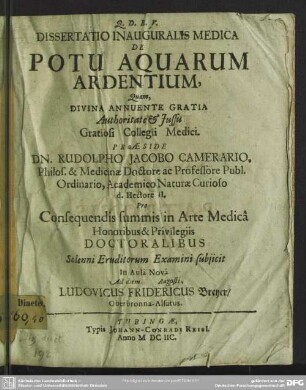 Q. D. B. V.
DISSERTATIO INAUGURALIS MEDICA
DE
POTU AQUARUM
ARDENTIUM,
Quam,
DIVINA ANNUENTE GRATIA
Authoritate & Jussu
Gratiosi Collegii Medici.
PRÆSIDE
DN. RUDOLPHO JACOBO CAMERARIO,
Philos. & Medicinæ Doctore ac Professore Publ.
Ordinario, Academico Naturæ Curioso
d. Hectore II.
Pro
Consequendis summis in Arte Medicâ
Honoribus & Privilegiis
DOCTORALIBUS
Solenni Eruditorum Examini subjicit
In Aula Nova
Ad diem Augusti,
LUDOVICUS FRIDERICUS Breyer/
Oberbronna-Alsatus.
Diaetet,
TUBINGÆ,
Typis JOHANN-CONRADI REISI.
Anno M DC IIC.